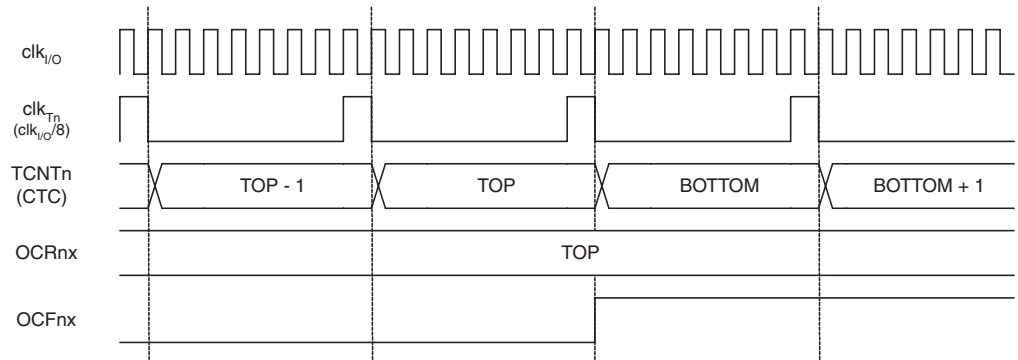 clkI/O
clkTn
(clkI/O/8)
TCNTn
(CTC)
TOP - 1
TOP
BOTTOM
BOTTOM + 1
OCRnx
TOP
OCFnx